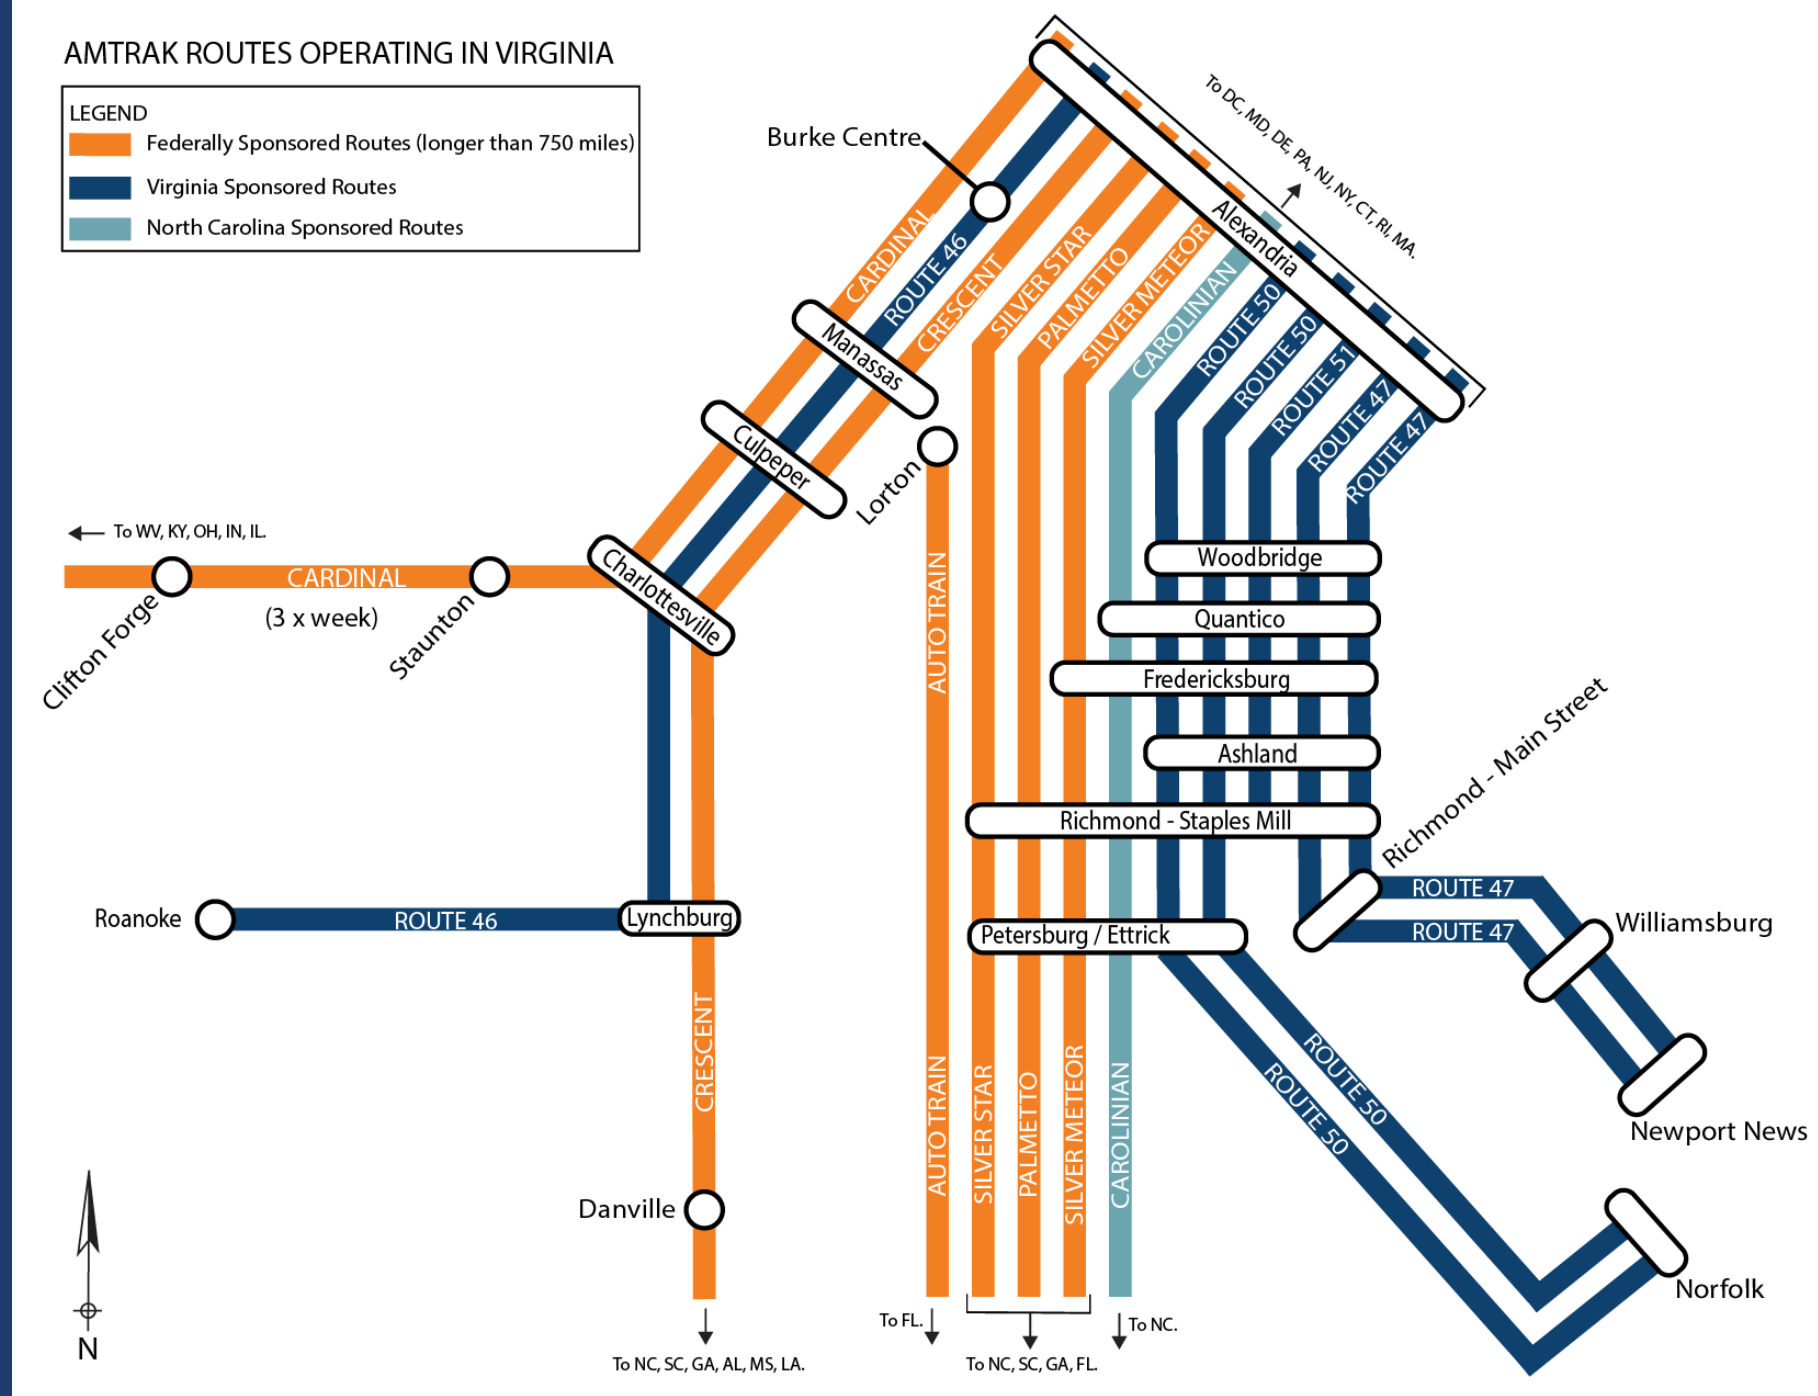 AMTRAK ROUTES OPERATING IN VIRGINIA
LEGEND
Federally Sponsored Routes (longer than 750 miles)
Virginia Sponsored Routes
North Carolina Sponsored Routes
To DC, MD, DE, PA, NJ, NY, CT, RI, MA.
Burke Centre
Alexandria
CARDINAL
ROUTE 46
CRESCENT
SILVER STAR
PALMETTO
SILVER METEOR
CAROLINIAN
ROUTE 50
ROUTE 50
ROUTE 51
ROUTE 47
ROUTE 47
Manassas
Culpeper
Lorton
To WV, KY, OH, IN, IL.
CARDINAL
(3 x week)
Clifton Forge
Staunton
Charlottesville
AUTO TRAIN
Woodbridge
Quantico
Fredericksburg
Ashland
Richmond - Staples Mill
Richmond - Main Street
ROUTE 47
ROUTE 47
Williamsburg
Newport News
Roanoke
ROUTE 46
Lynchburg
Petersburg / Ettrick
CRESCENT
AUTO TRAIN
SILVER STAR
PALMETTO
SILVER METEOR
CAROLINIAN
ROUTE 50
ROUTE 50
Danville
Norfolk
N
To NC, SC, GA, AL, MS, LA.
To FL.
To NC, SC, GA, FL.
To NC.